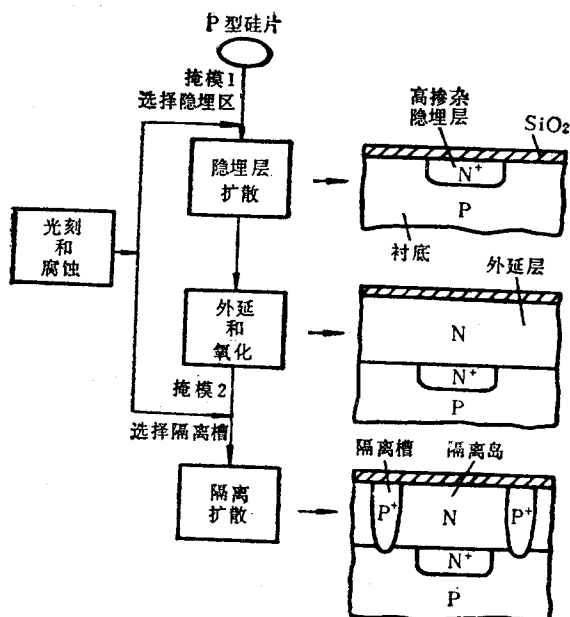 P型硅片
掩模1
选择隐埋区
隐埋层
扩散
高掺杂
隐埋层
SiO₂
N⁺
P
衬底
光刻
和
腐蚀
外延
和
氧化
外延层
N
N⁺
P
掩模2
选择隔离槽
隔离
扩散
隔离槽
隔离岛
P⁺
N
P⁺
N⁺
P